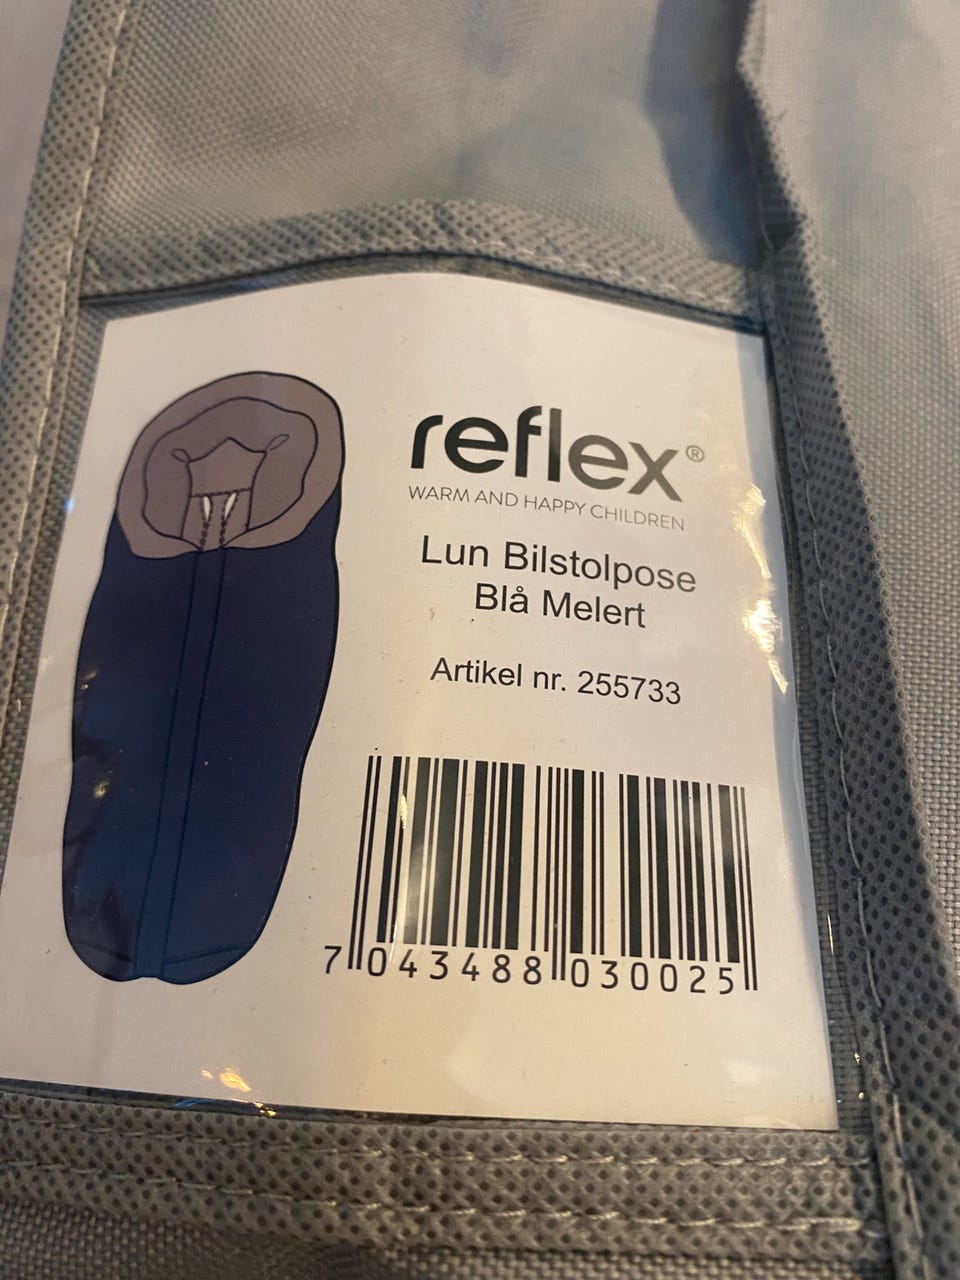 reflex®
WARM AND HAPPY CHILDREN
Lun Bilstolpose
Blå Melert
Artikel nr. 255733
7 043488 030025